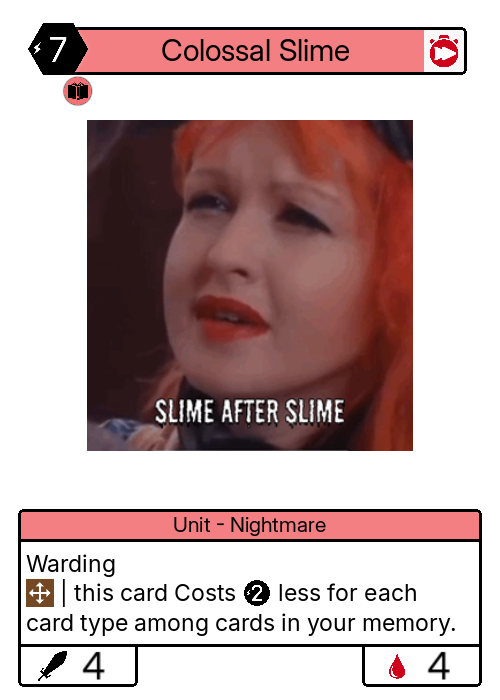 7
Colossal Slime
SLIME AFTER SLIME
Unit - Nightmare
Warding
| this card Costs 2 less for each
card type among cards in your memory.
4
4